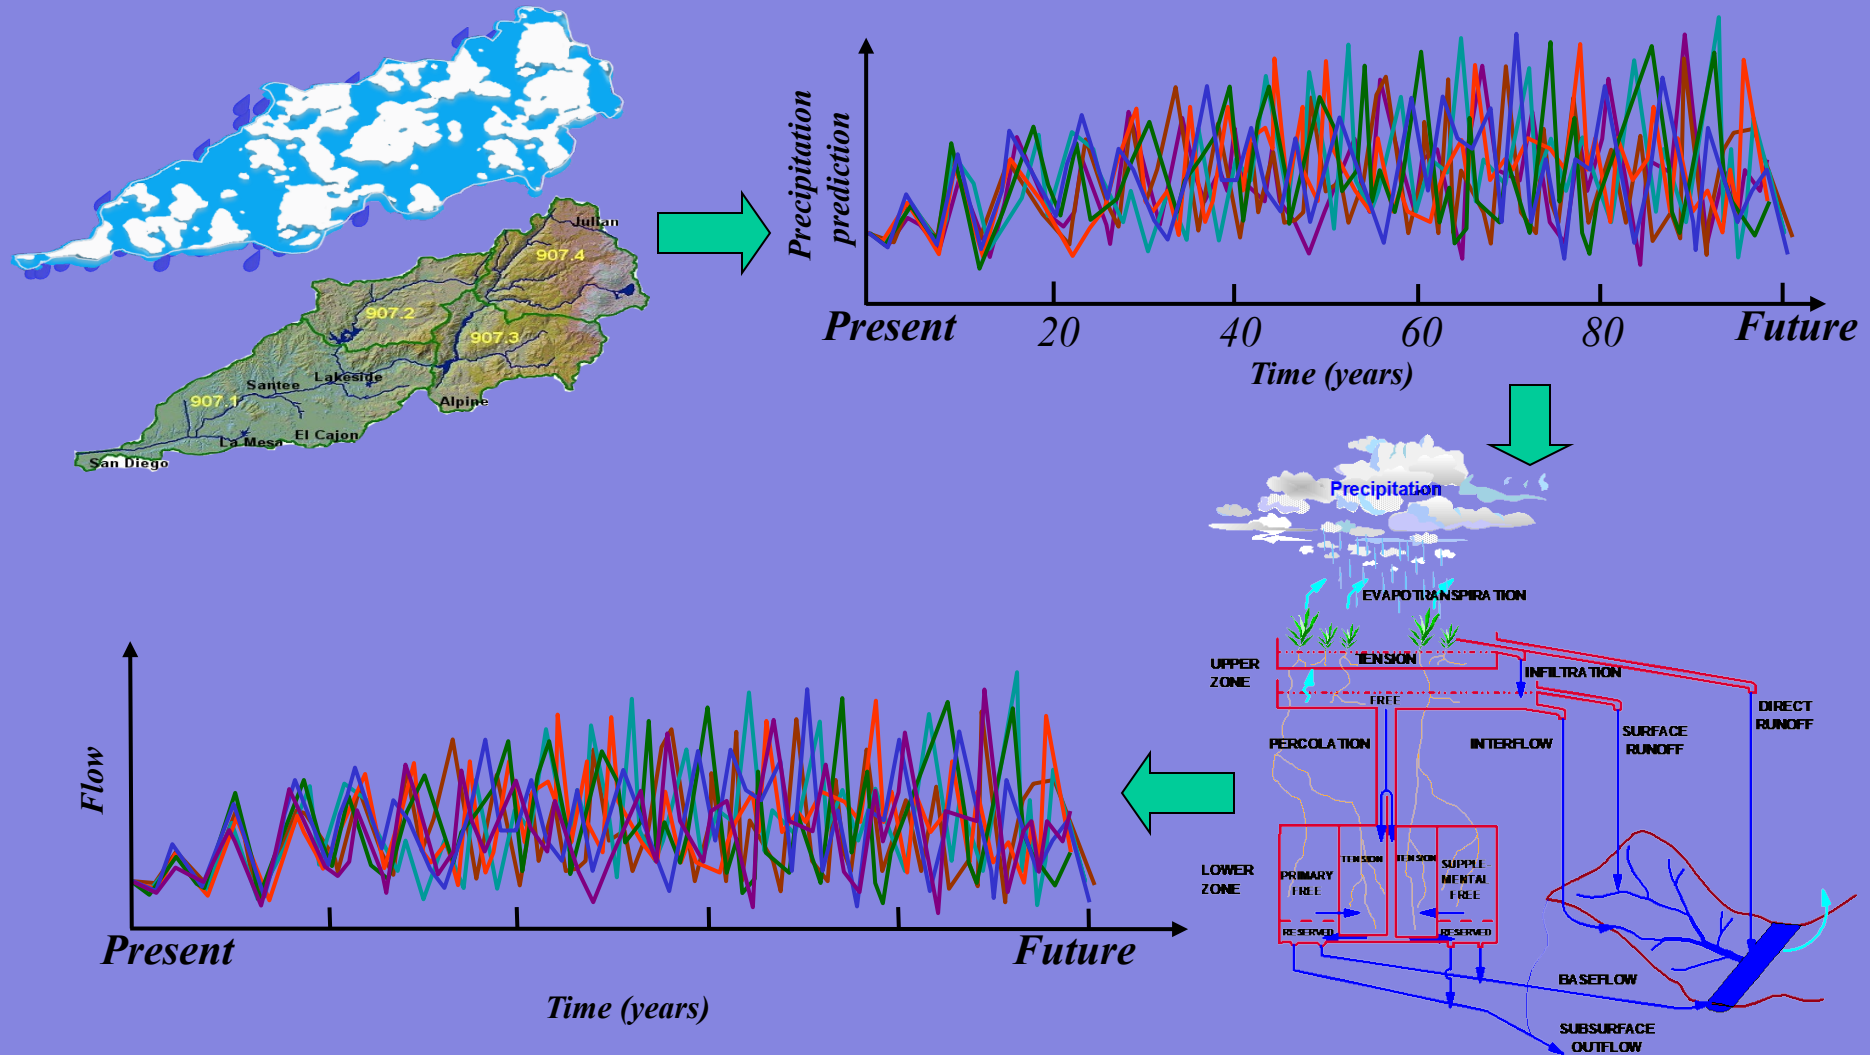 Julian
907.4
907.2
907.3
Lakeside
Santee
907.1
Alpine
El Cajon
La Mesa
San Diego
Precipitation
prediction
Present
20
40
60
80
Future
Time (years)
Precipitation
EVAPOTRANSPIRATION
UPPER
ZONE
TENSION
INFILTRATION
FREE
DIRECT
RUNOFF
SURFACE
RUNOFF
PERCOLATION
INTERFLOW
LOWER
ZONE
PRIMARY
FREE
TENSION
TENSION
SUPPLE-
MENTAL
FREE
RESERVED
RESERVED
BASEFLOW
SUBSURFACE
OUTFLOW
Flow
Present
Future
Time (years)